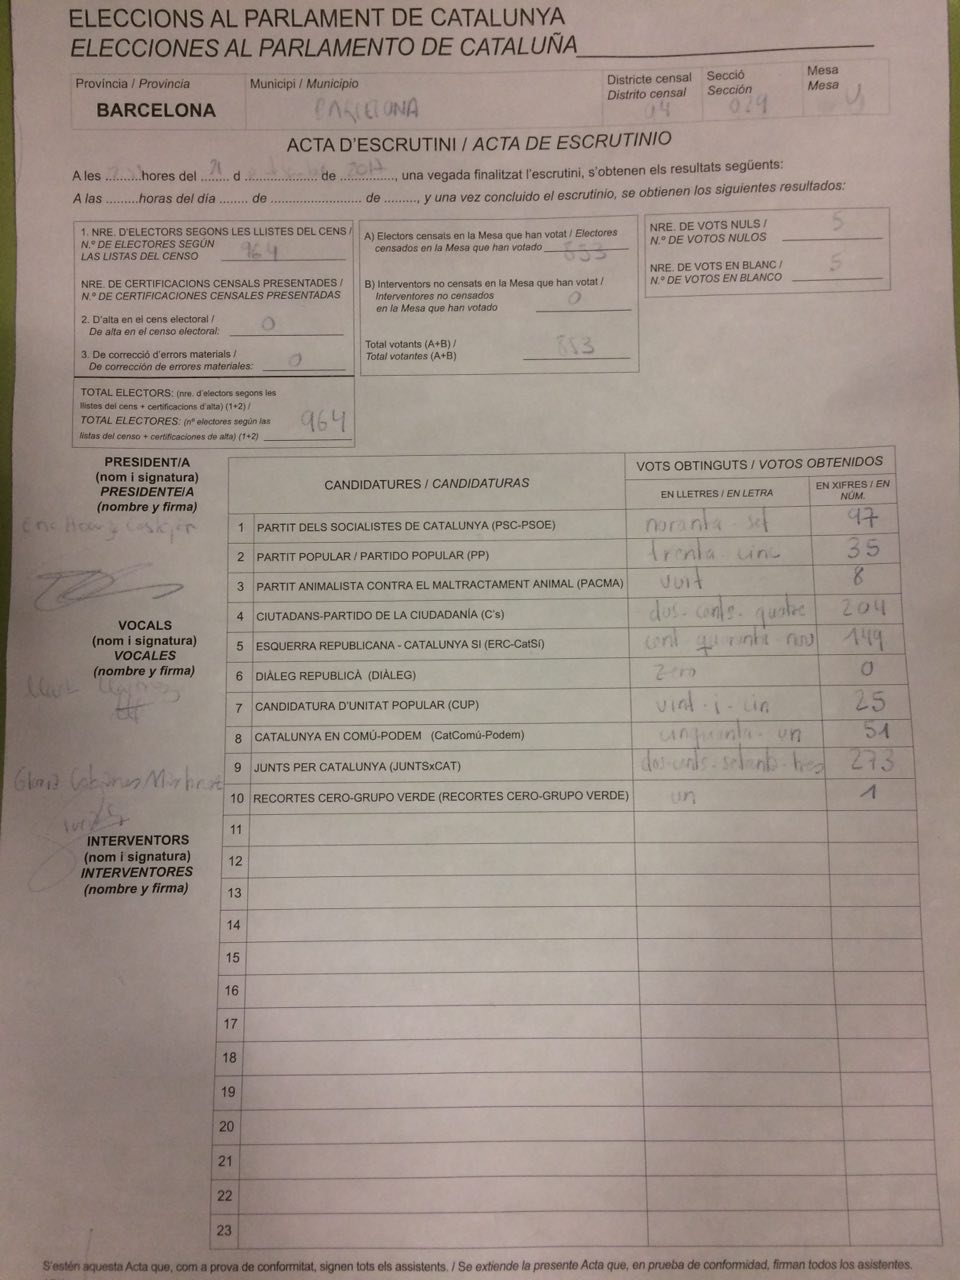 ELECCIONS AL PARLAMENT DE CATALUNYA
ELECCIONES AL PARLAMENTO DE CATALUÑA
Província / Provincia
BARCELONA
Municipi / Municipio
BARCELONA
Districte censal
Distrito censal
04
Secció
Sección
024
Mesa
Mesa
U
ACTA D'ESCRUTINI / ACTA DE ESCRUTINIO
A les ......... hores del 21 d .................... de 2017, una vegada finalitzat l'escrutini, s'obtenen els resultats següents:
A las ......... horas del día ........ de .................... de ........, y una vez concluido el escrutinio, se obtienen los siguientes resultados:
1. NRE. D'ELECTORS SEGONS LES LLISTES DEL CENS /
N.º DE ELECTORES SEGÚN
LAS LISTAS DEL CENSO 964
NRE. DE CERTIFICACIONS CENSALS PRESENTADES /
N.º DE CERTIFICACIONES CENSALES PRESENTADAS
2. D'alta en el cens electoral /
De alta en el censo electoral: 0
3. De correcció d'errors materials /
De corrección de errores materiales: 0
TOTAL ELECTORS: (nre. d'electors segons les
llistes del cens + certificacions d'alta) (1+2) /
TOTAL ELECTORES: (nº electores según las
listas del censo + certificaciones de alta) (1+2) 964
A) Electors censats en la Mesa que han votat / Electores
censados en la Mesa que han votado 853
B) Interventors no censats en la Mesa que han votat /
Interventores no censados
en la Mesa que han votado 0
Total votants (A+B) /
Total votantes (A+B) 853
NRE. DE VOTS NULS /
N.º DE VOTOS NULOS 5
NRE. DE VOTS EN BLANC /
N.º DE VOTOS EN BLANCO 5
PRESIDENT/A
(nom i signatura)
PRESIDENTE/A
(nombre y firma)
VOCALS
(nom i signatura)
VOCALES
(nombre y firma)
INTERVENTORS
(nom i signatura)
INTERVENTORES
(nombre y firma)
CANDIDATURES / CANDIDATURAS
VOTS OBTINGUTS / VOTOS OBTENIDOS
EN LLETRES / EN LETRA
EN XIFRES / EN NÚM.
1 PARTIT DELS SOCIALISTES DE CATALUNYA (PSC-PSOE) noranta set 97
2 PARTIT POPULAR / PARTIDO POPULAR (PP) trenta cinc 35
3 PARTIT ANIMALISTA CONTRA EL MALTRACTAMENT ANIMAL (PACMA) vuit 8
4 CIUTADANS-PARTIDO DE LA CIUDADANÍA (C's) dos-cents-quatre 204
5 ESQUERRA REPUBLICANA - CATALUNYA SI (ERC-CatSí) cent quaranta nou 149
6 DIÀLEG REPUBLICÀ (DIÀLEG) zero 0
7 CANDIDATURA D'UNITAT POPULAR (CUP) vint-i-cin 25
8 CATALUNYA EN COMÚ-PODEM (CatComú-Podem) cinquanta-un 51
9 JUNTS PER CATALUNYA (JUNTSxCAT) dos-cents-setanta-tres 273
10 RECORTES CERO-GRUPO VERDE (RECORTES CERO-GRUPO VERDE) un 1
11
12
13
14
15
16
17
18
19
20
21
22
23
S'estén aquesta Acta que, com a prova de conformitat, signen tots els assistents. / Se extiende la presente Acta que, en prueba de conformidad, firman todos los asistentes.